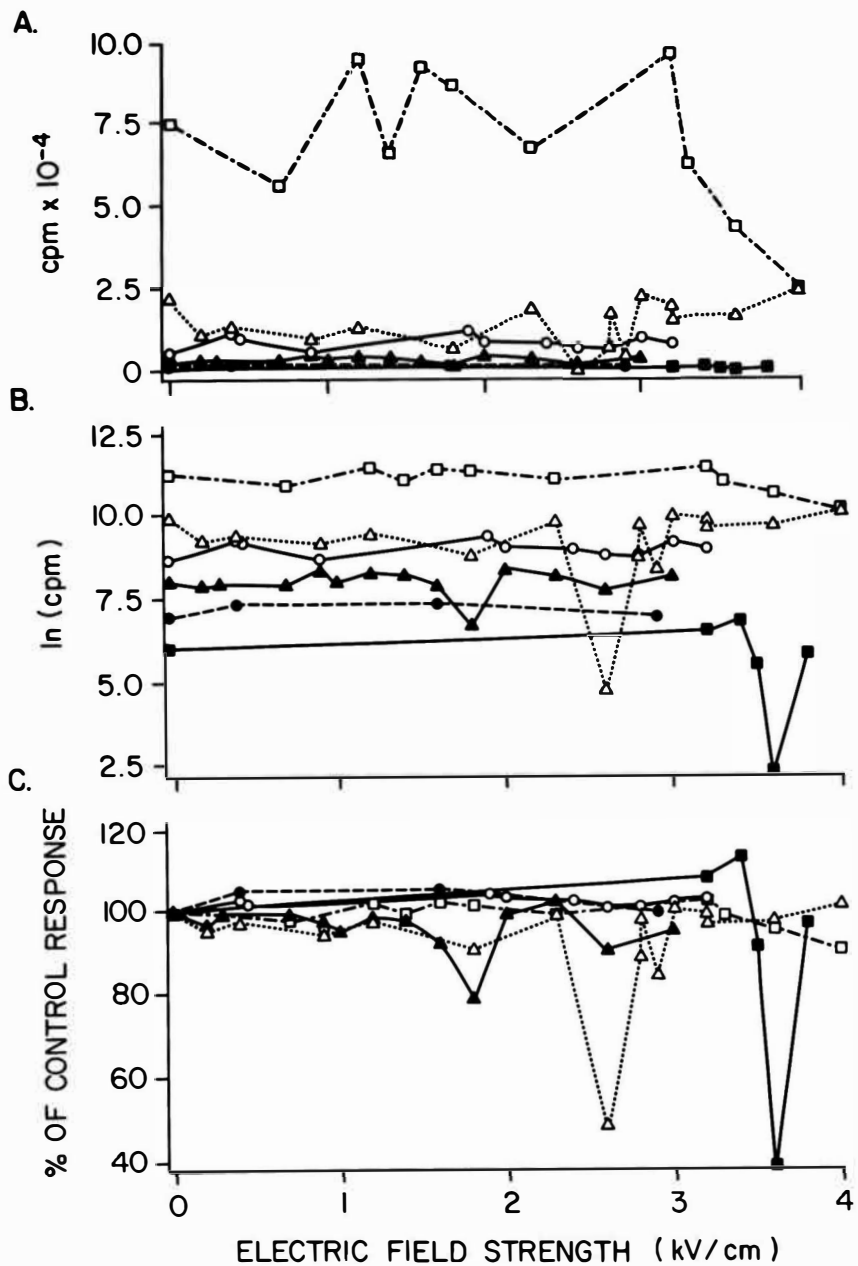 A.
10.0
7.5
5.0
2.5
0
cpm x 10⁻⁴
B.
12.5
10.0
7.5
5.0
2.5
ln (cpm)
C.
120
100
80
60
40
% OF CONTROL RESPONSE
0 1 2 3 4
ELECTRIC FIELD STRENGTH (kV/cm)